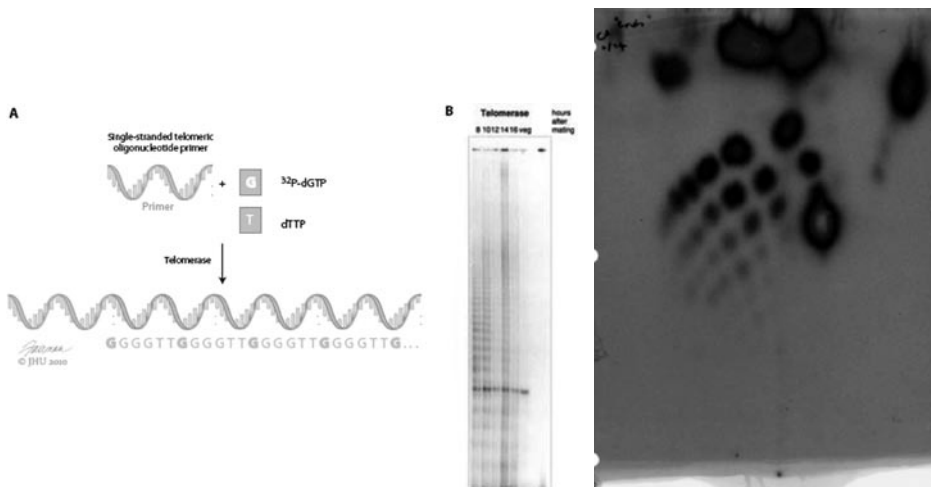 A
Single-stranded telomeric
oligonucleotide primer
Primer
+
G
³²P-dGTP
T
dTTP
Telomerase
GGGGTTGGGGTTGGGGTTGGGGTTG...
© JHU 2010
B
Telomerase
8 10 12 14 16 veg
hours
after
mating